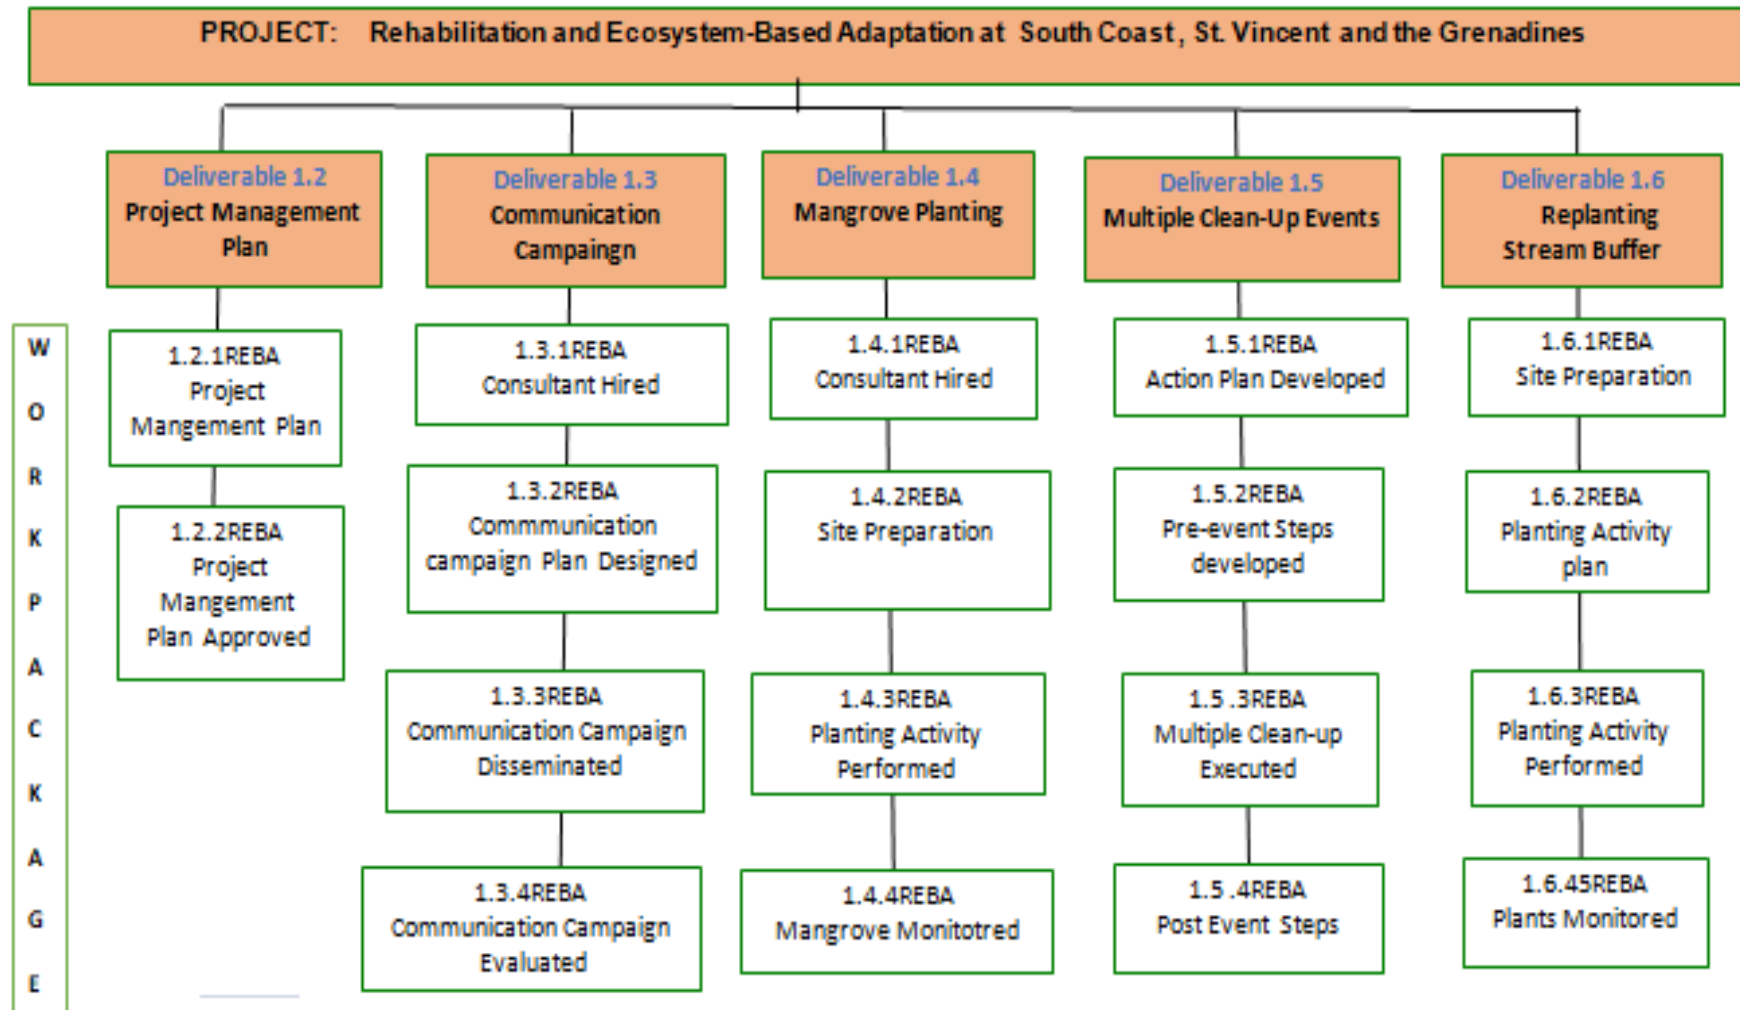 PROJECT: Rehabilitation and Ecosystem-Based Adaptation at South Coast, St. Vincent and the Grenadines
Deliverable 1.2
Project Management
Plan
Deliverable 1.3
Communication
Campaingn
Deliverable 1.4
Mangrove Planting
Deliverable 1.5
Multiple Clean-Up Events
Deliverable 1.6
Replanting
Stream Buffer
W
O
R
K
P
A
C
K
A
G
E
1.2.1REBA
Project
Mangement Plan
1.2.2REBA
Project
Mangement
Plan Approved
1.3.1REBA
Consultant Hired
1.3.2REBA
Commmunication
campaign Plan Designed
1.3.3REBA
Communication Campaign
Disseminated
1.3.4REBA
Communication Campaign
Evaluated
1.4.1REBA
Consultant Hired
1.4.2REBA
Site Preparation
1.4.3REBA
Planting Activity
Performed
1.4.4REBA
Mangrove Monitotred
1.5.1REBA
Action Plan Developed
1.5.2REBA
Pre-event Steps
developed
1.5 .3REBA
Multiple Clean-up
Executed
1.5 .4REBA
Post Event Steps
1.6.1REBA
Site Preparation
1.6.2REBA
Planting Activity
plan
1.6.3REBA
Planting Activity
Performed
1.6.45REBA
Plants Monitored